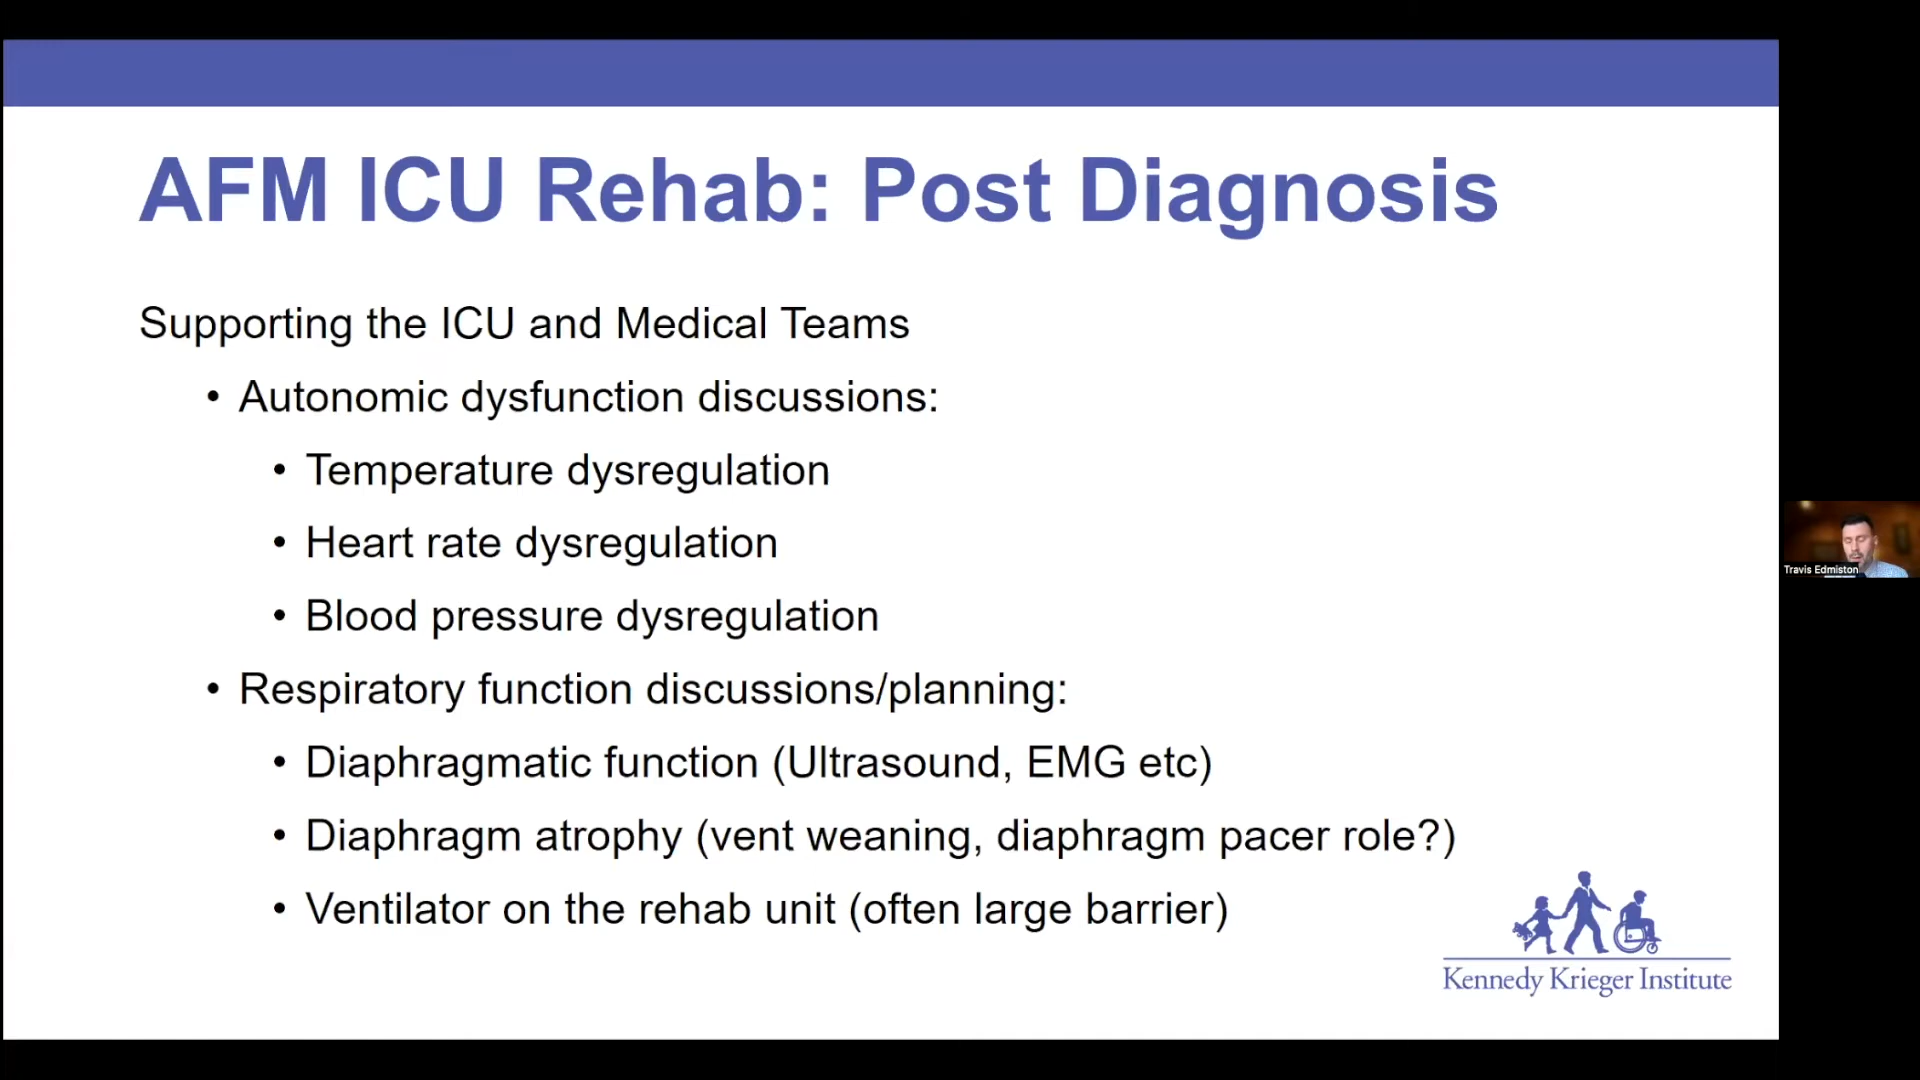 AFM ICU Rehab: Post Diagnosis
Supporting the ICU and Medical Teams
• Autonomic dysfunction discussions:
• Temperature dysregulation
• Heart rate dysregulation
• Blood pressure dysregulation
• Respiratory function discussions/planning:
• Diaphragmatic function (Ultrasound, EMG etc)
• Diaphragm atrophy (vent weaning, diaphragm pacer role?)
• Ventilator on the rehab unit (often large barrier)
Kennedy Krieger Institute
Travis Edmiston